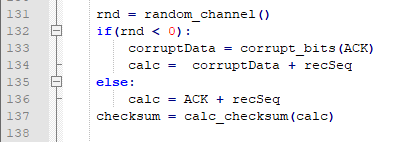 131 rnd = random_channel()
132 if(rnd < 0):
133 corruptData = corrupt_bits(ACK)
134 calc =  corruptData + recSeq
135 else:
136 calc = ACK + recSeq
137 checksum = calc_checksum(calc)
138